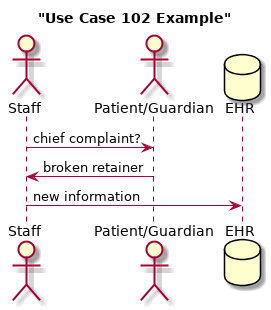 "Use Case 102 Example"
Staff Patient/Guardian EHR
chief complaint?
broken retainer
new information
Staff Patient/Guardian EHR